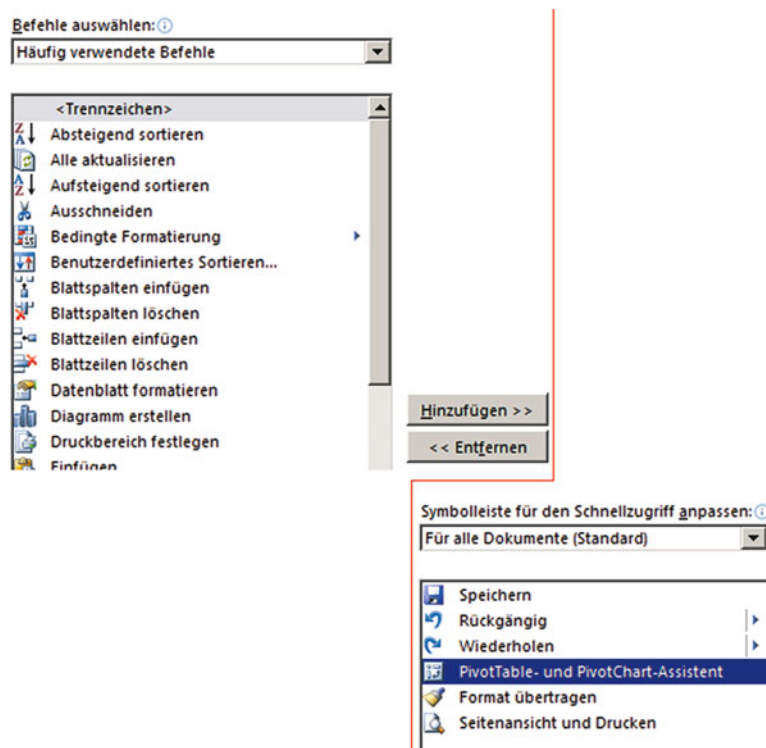 Befehle auswählen:
Häufig verwendete Befehle
<Trennzeichen>
Absteigend sortieren
Alle aktualisieren
Aufsteigend sortieren
Ausschneiden
Bedingte Formatierung
Benutzerdefiniertes Sortieren...
Blattspalten einfügen
Blattspalten löschen
Blattzeilen einfügen
Blattzeilen löschen
Datenblatt formatieren
Diagramm erstellen
Druckbereich festlegen
Einfügen
Hinzufügen >>
<< Entfernen
Symbolleiste für den Schnellzugriff anpassen:
Für alle Dokumente (Standard)
Speichern
Rückgängig
Wiederholen
PivotTable- und PivotChart-Assistent
Format übertragen
Seitenansicht und Drucken